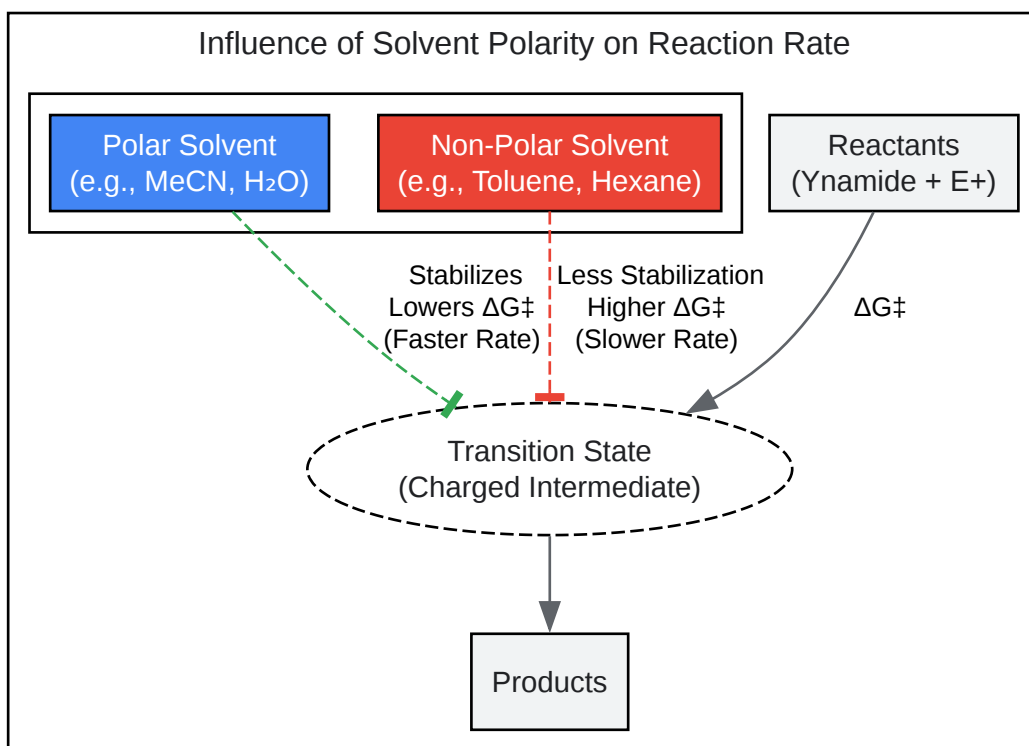 Influence of Solvent Polarity on Reaction Rate
Polar Solvent
(e.g., MeCN, H₂O)
Non-Polar Solvent
(e.g., Toluene, Hexane)
Reactants
(Ynamide + E+)
Stabilizes
Lowers ΔG‡
(Faster Rate)
Less Stabilization
Higher ΔG‡
(Slower Rate)
ΔG‡
Transition State
(Charged Intermediate)
Products